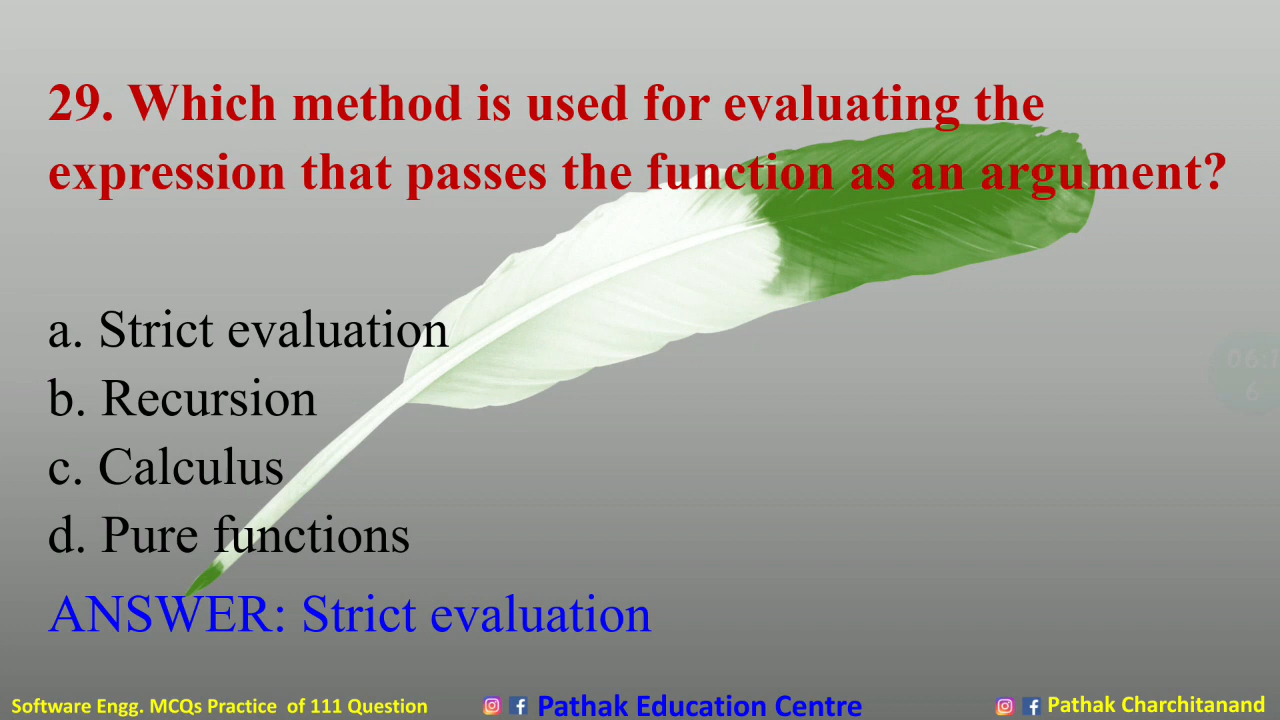 29. Which method is used for evaluating the
expression that passes the function as an argument?
a. Strict evaluation
b. Recursion
c. Calculus
d. Pure functions
ANSWER: Strict evaluation
Software Engg. MCQs Practice of 111 Question
Pathak Education Centre
Pathak Charchitanand